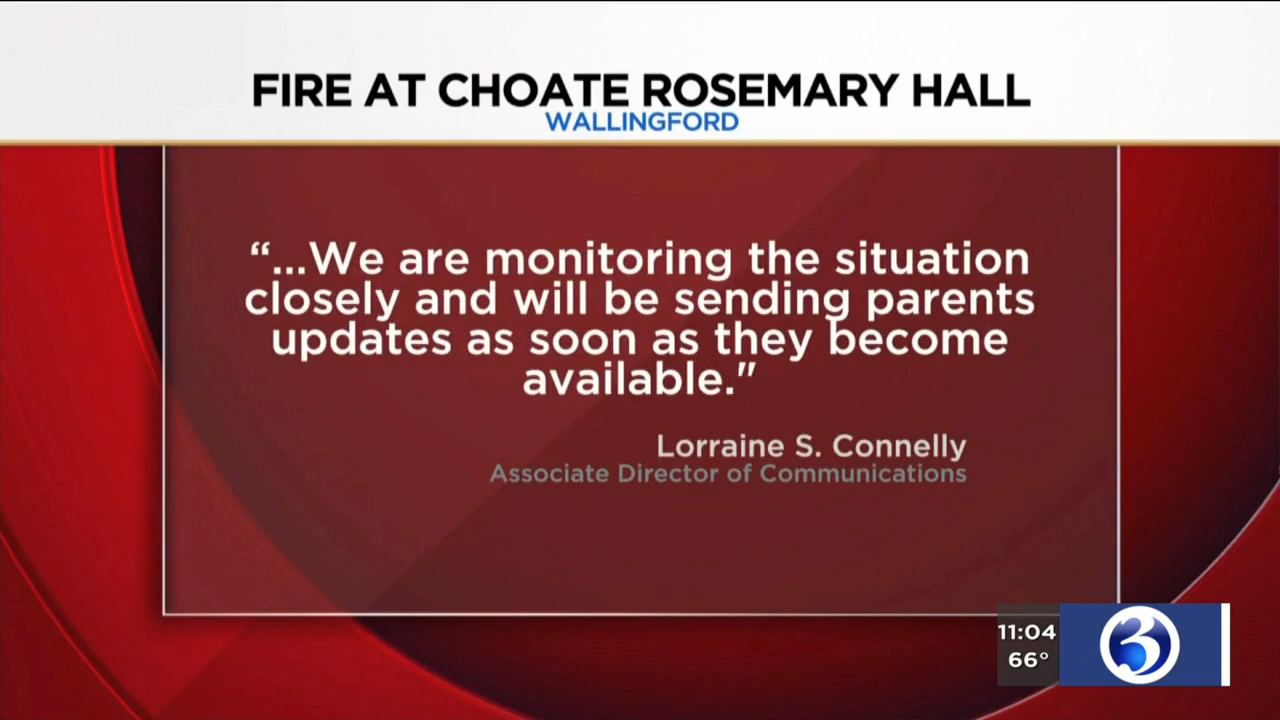 FIRE AT CHOATE ROSEMARY HALL
WALLINGFORD
“...We are monitoring the situation
closely and will be sending parents
updates as soon as they become
available."
Lorraine S. Connelly
Associate Director of Communications
11:04
66°
3